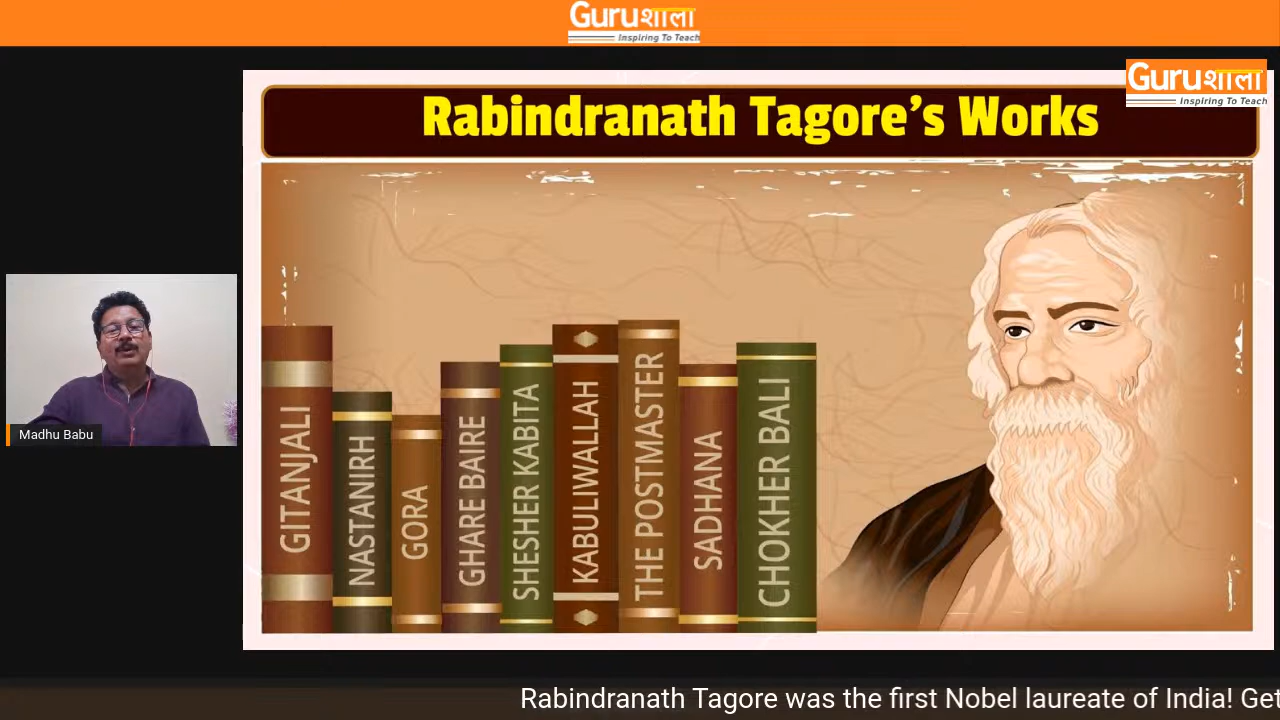 Guruशाला
Inspiring To Teach
Guruशाला
Inspiring To Teach
Rabindranath Tagore’s Works
GITANJALI
NASTANIRH
GORA
GHARE BAIRE
SHESHER KABITA
KABULIWALLAH
THE POSTMASTER
SADHANA
CHOKHER BALI
Madhu Babu
Rabindranath Tagore was the first Nobel laureate of India! Get